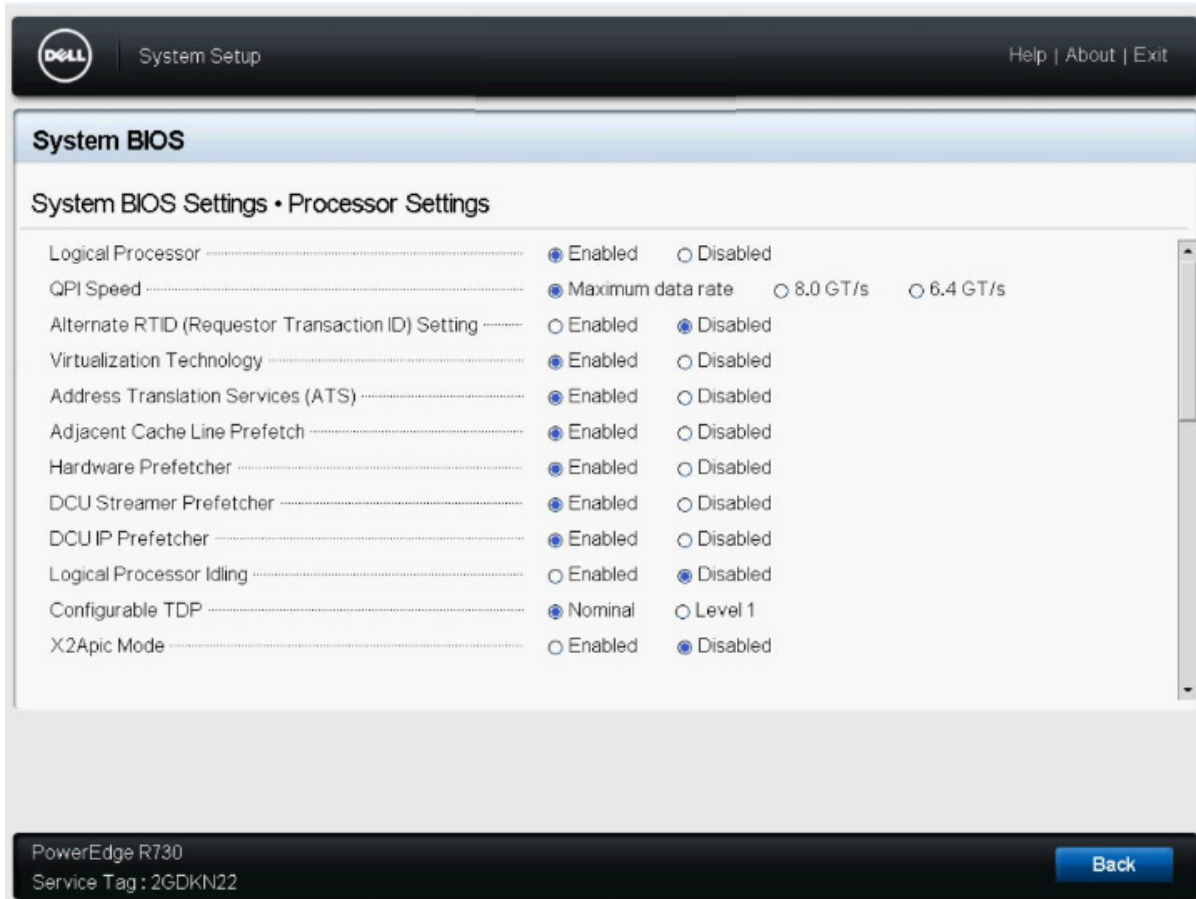 DELL System Setup Help | About | Exit
System BIOS
System BIOS Settings • Processor Settings
Logical Processor Enabled Disabled
QPI Speed Maximum data rate 8.0 GT/s 6.4 GT/s
Alternate RTID (Requestor Transaction ID) Setting Enabled Disabled
Virtualization Technology Enabled Disabled
Address Translation Services (ATS) Enabled Disabled
Adjacent Cache Line Prefetch Enabled Disabled
Hardware Prefetcher Enabled Disabled
DCU Streamer Prefetcher Enabled Disabled
DCU IP Prefetcher Enabled Disabled
Logical Processor Idling Enabled Disabled
Configurable TDP Nominal Level 1
X2Apic Mode Enabled Disabled
PowerEdge R730
Service Tag : 2GDKN22
Back